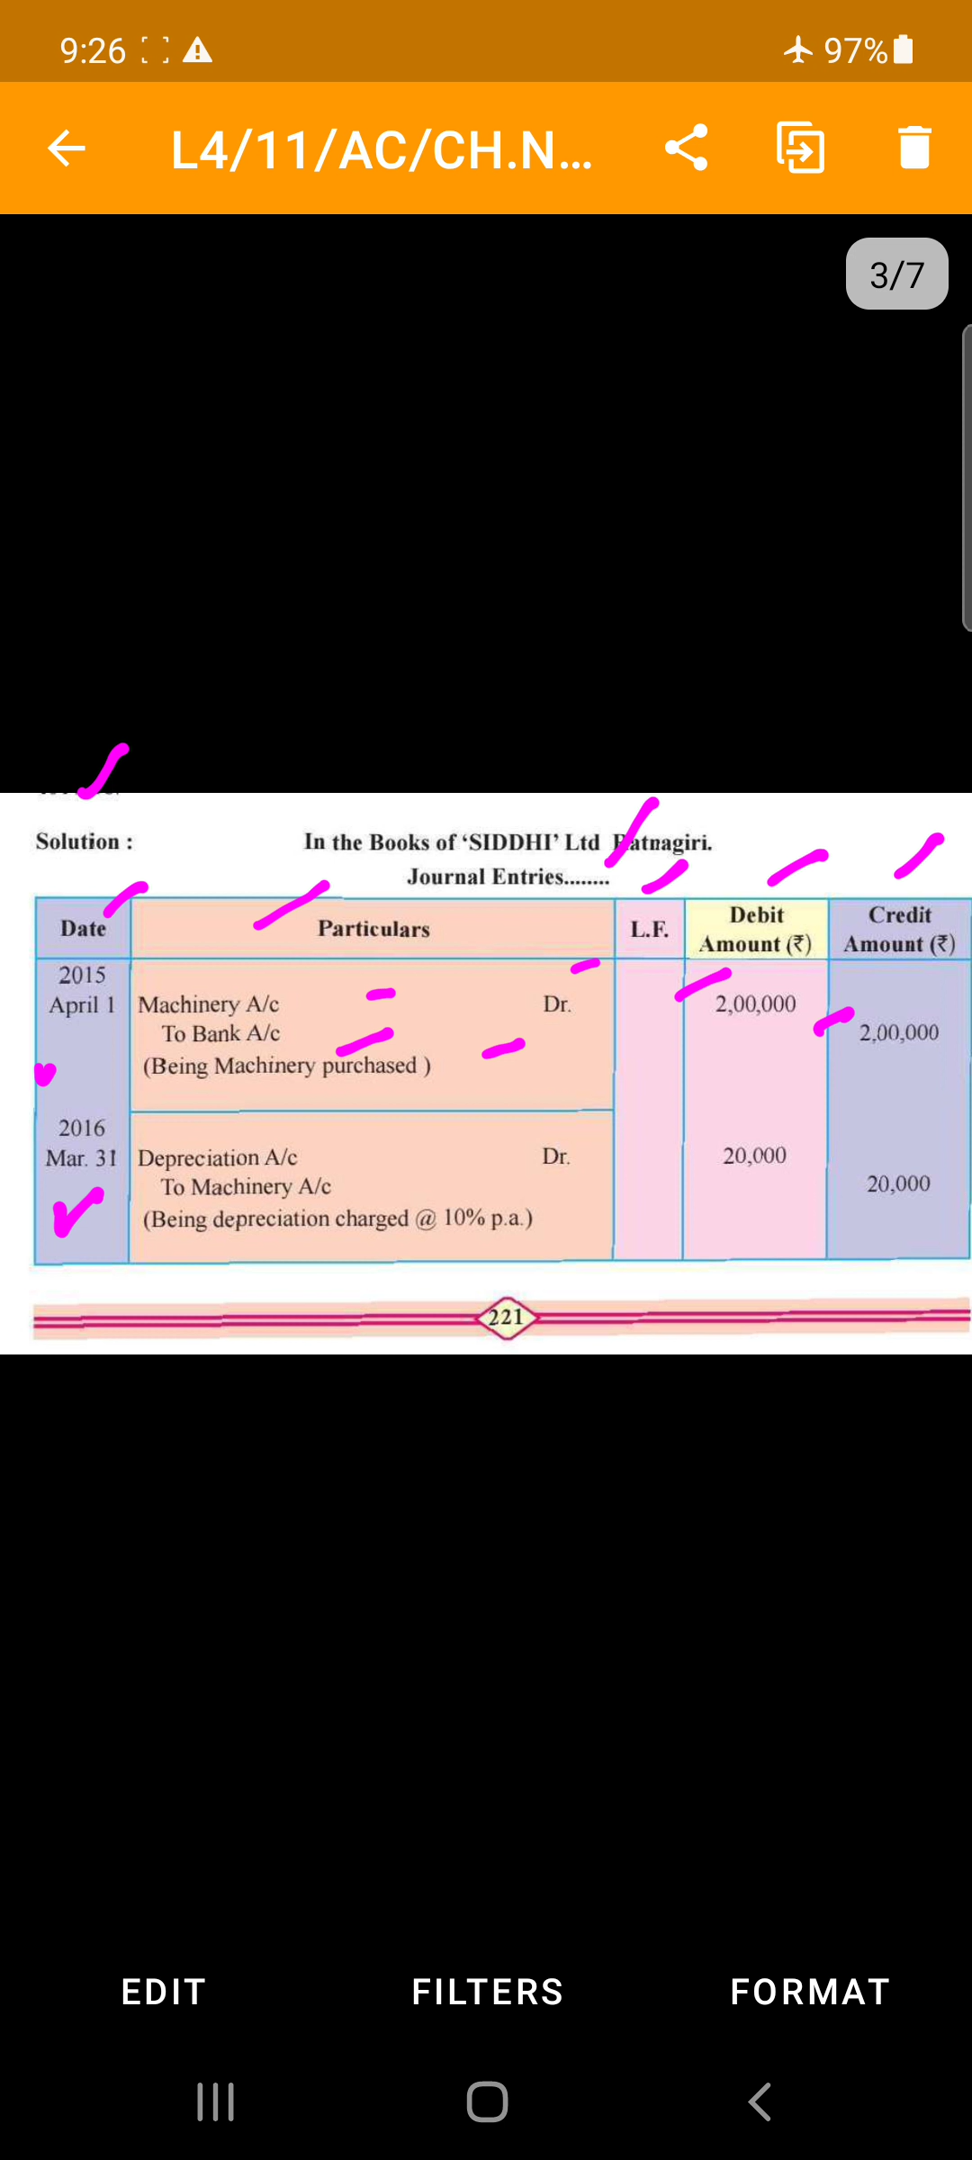 9:26
97%
L4/11/AC/CH.N...
3/7
Solution :
In the Books of ‘SIDDHI’ Ltd Ratnagiri.
Journal Entries........
Date Particulars L.F. Debit Amount (₹) Credit Amount (₹)
2015
April 1 Machinery A/c Dr. 2,00,000
To Bank A/c 2,00,000
(Being Machinery purchased )
2016
Mar. 31 Depreciation A/c Dr. 20,000
To Machinery A/c 20,000
(Being depreciation charged @ 10% p.a.)
221
EDIT FILTERS FORMAT